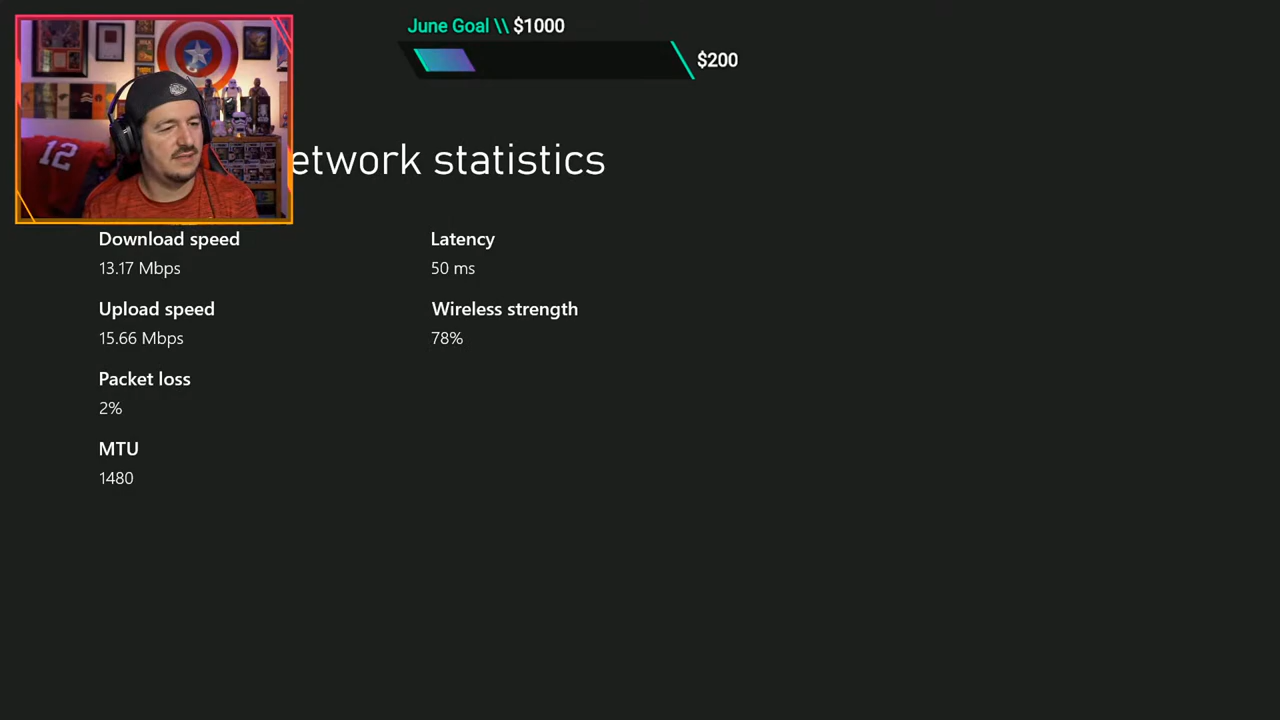 June Goal \\ $1000
$200
12
etwork statistics
Download speed
13.17 Mbps
Latency
50 ms
Upload speed
15.66 Mbps
Wireless strength
78%
Packet loss
2%
MTU
1480